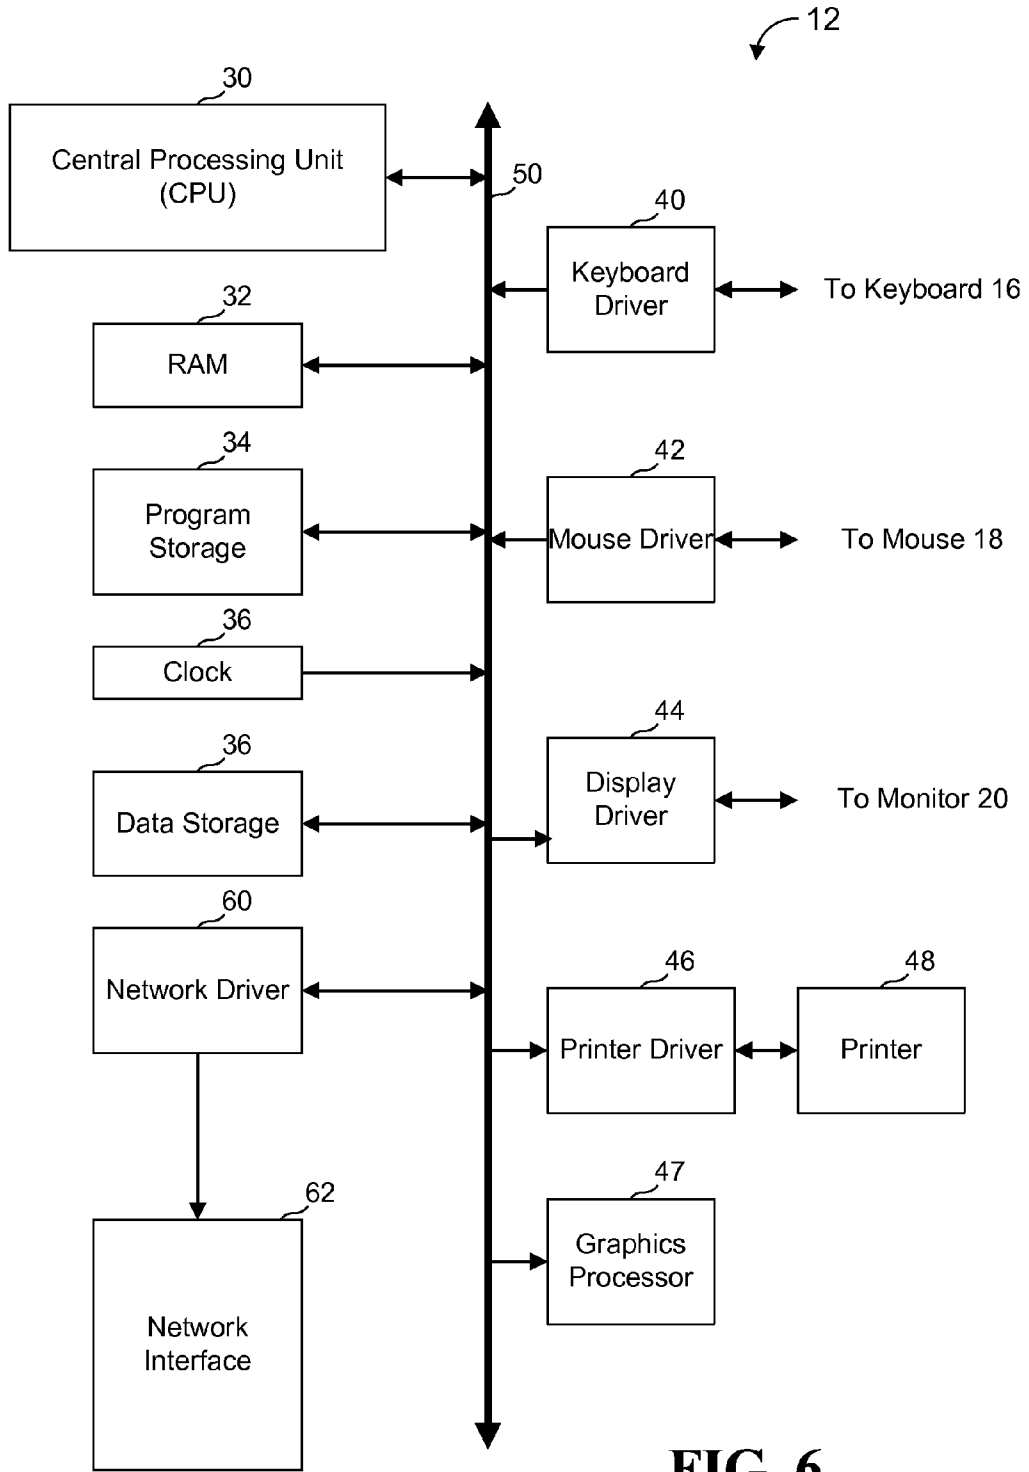 12
30
Central Processing Unit
(CPU)
50
40
Keyboard
Driver
To Keyboard 16
32
RAM
34
Program
Storage
42
Mouse Driver
To Mouse 18
36
Clock
44
Display
Driver
To Monitor 20
36
Data Storage
60
Network Driver
46
Printer Driver
48
Printer
47
Graphics
Processor
62
Network
Interface
FIG. 6